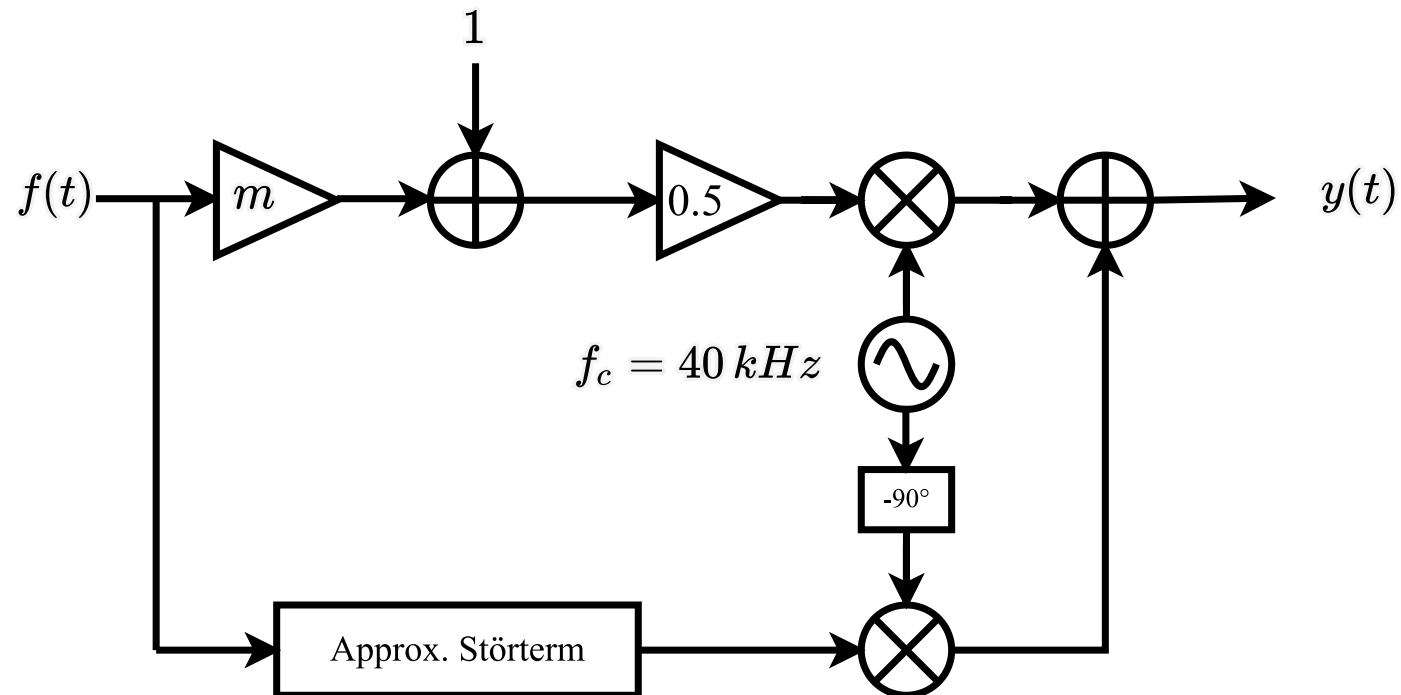 1
f(t)
m
0.5
y(t)
f_c = 40 kHz
-90°
Approx. Störterm